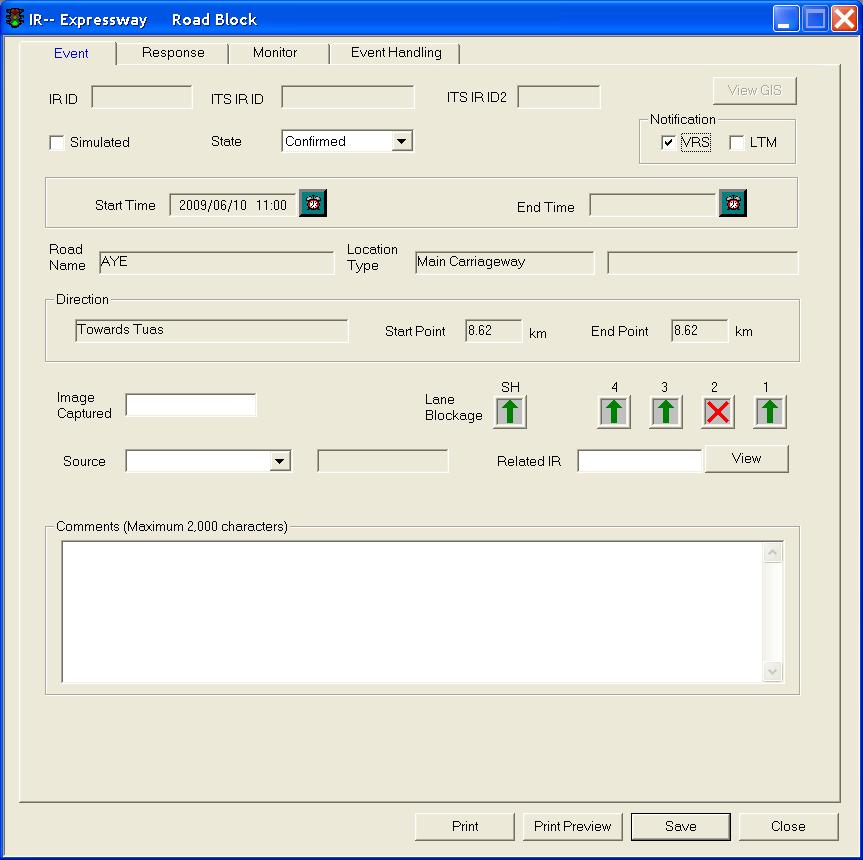 IR-- Expressway Road Block
Event Response Monitor Event Handling
IR ID ITS IR ID ITS IR ID2 View GIS
Notification
Simulated State Confirmed VRS LTM
Start Time 2009/06/10 11:00 End Time
Road Name AYE Location Type Main Carriageway
Direction
Towards Tuas Start Point 8.62 km End Point 8.62 km
Image Captured Lane Blockage SH 4 3 2 1
Source Related IR View
Comments (Maximum 2,000 characters)
Print Print Preview Save Close